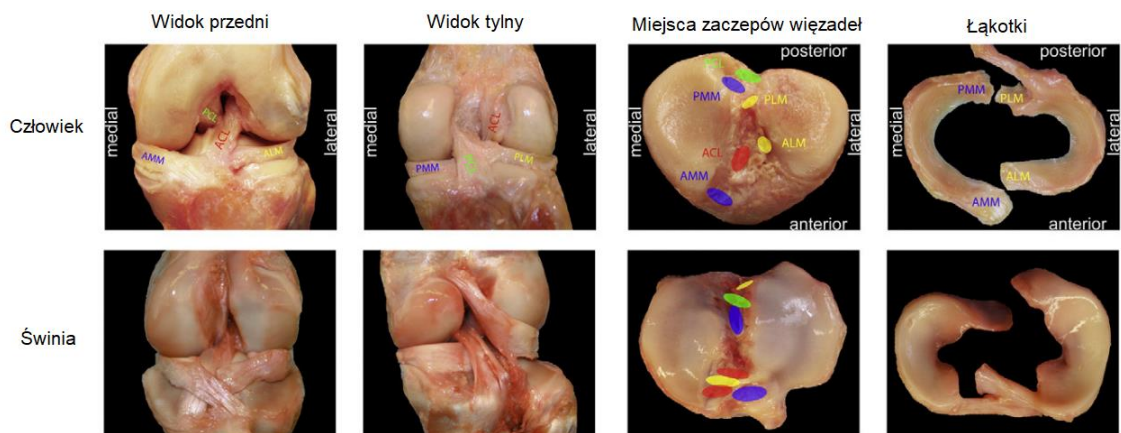 Widok przedni
Widok tylny
Miejsca zaczepów więzadeł
Łąkotki
Człowiek
medial
lateral
PCL
ACL
AMM
ALM
medial
lateral
ACL
PMM
PCL
PLM
posterior
medial
lateral
PCL
PMM
PLM
ALM
ACL
AMM
anterior
posterior
medial
lateral
PMM
PLM
ALM
AMM
anterior
Świnia